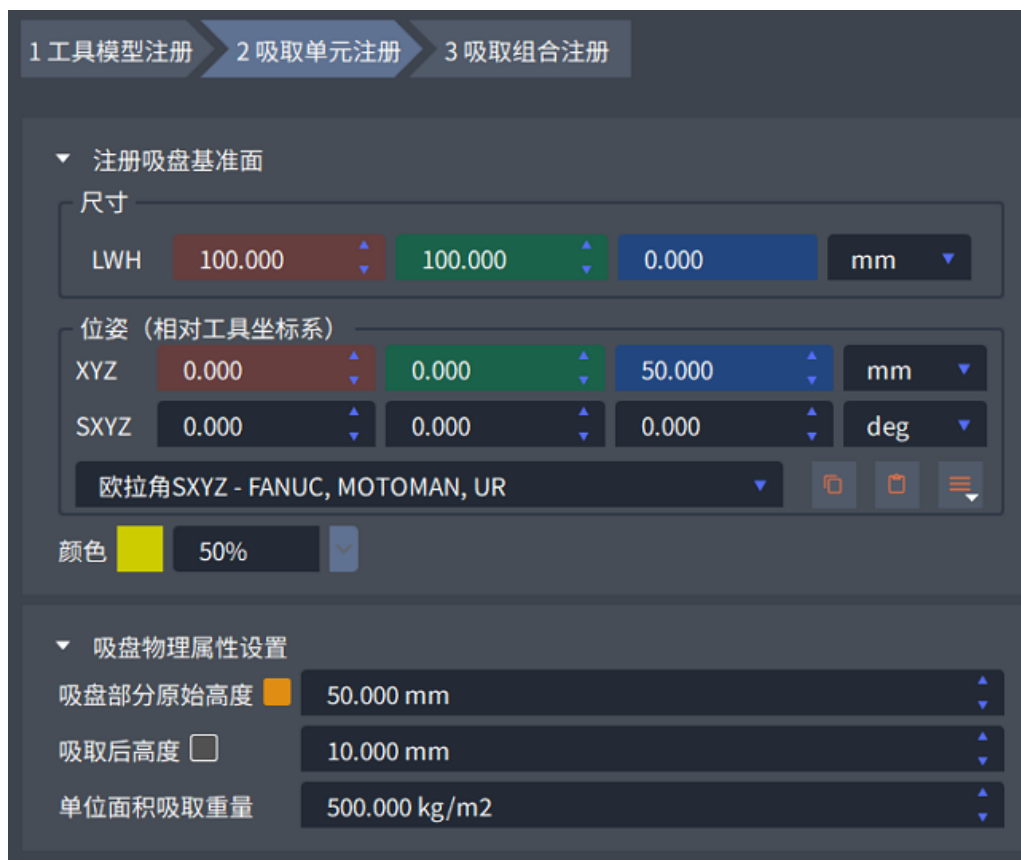 1 工具模型注册 2 吸取单元注册 3 吸取组合注册
注册吸盘基准面
尺寸
LWH 100.000 100.000 0.000 mm
位姿（相对工具坐标系）
XYZ 0.000 0.000 50.000 mm
SXYZ 0.000 0.000 0.000 deg
欧拉角SXYZ - FANUC, MOTOMAN, UR
颜色 50%
吸盘物理属性设置
吸盘部分原始高度 50.000 mm
吸取后高度 10.000 mm
单位面积吸取重量 500.000 kg/m2